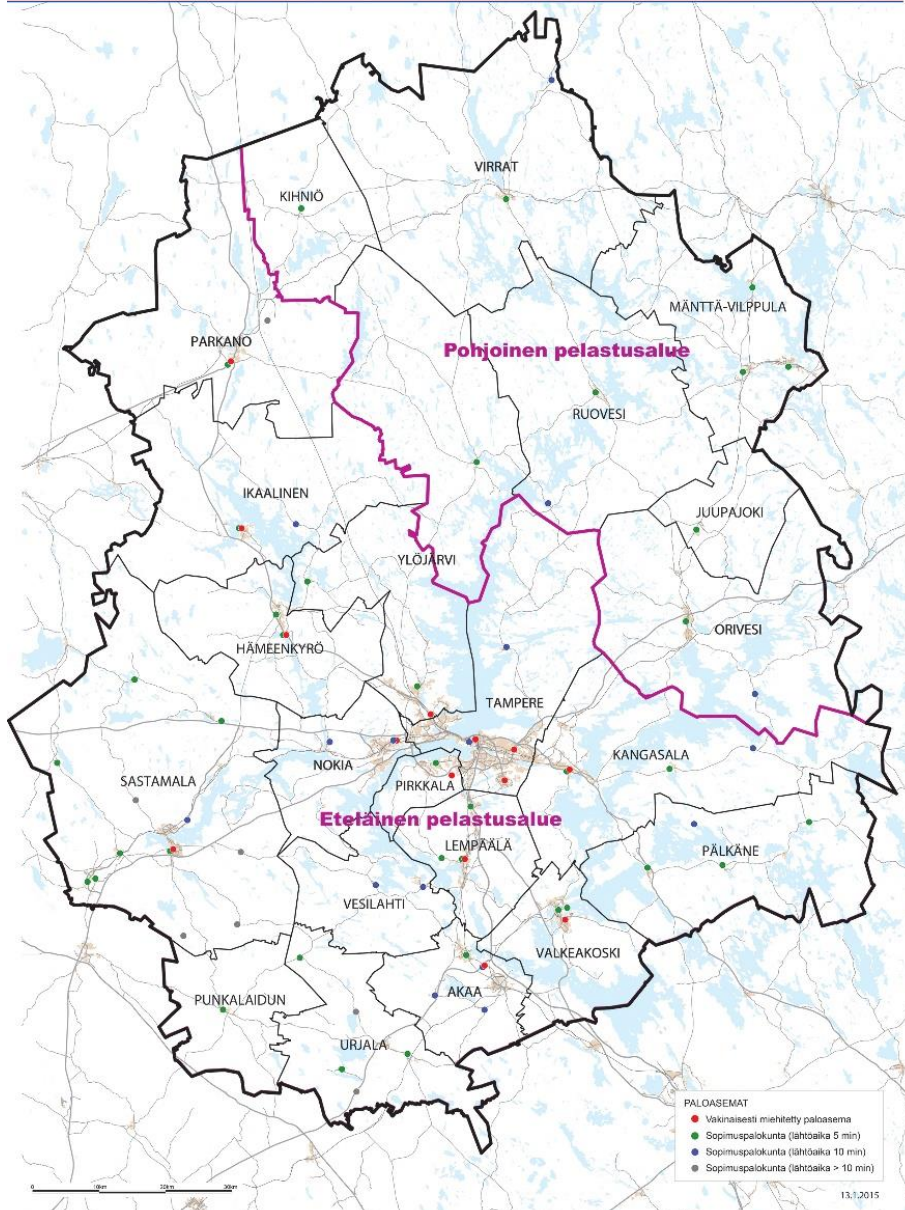 VIRRAT
KIHNIÖ
MÄNTTÄ-VILPPULA
PARKANO
Pohjoinen pelastusalue
RUOVESI
IKAALINEN
JUUPAJOKI
YLÖJÄRVI
ORIVESI
HÄMEENKYRÖ
TAMPERE
KANGASALA
NOKIA
SASTAMALA
PIRKKALA
Eteläinen pelastusalue
LEMPÄÄLÄ
PÄLKÄNE
VESILAHTI
VALKEAKOSKI
PUNKALAIDUN
AKAA
URJALA
PALOASEMAT
Vakinaisesti miehitetty paloasema
Sopimuspalokunta (lähtöaika 5 min)
Sopimuspalokunta (lähtöaika 10 min)
Sopimuspalokunta (lähtöaika > 10 min)
13.1.2015